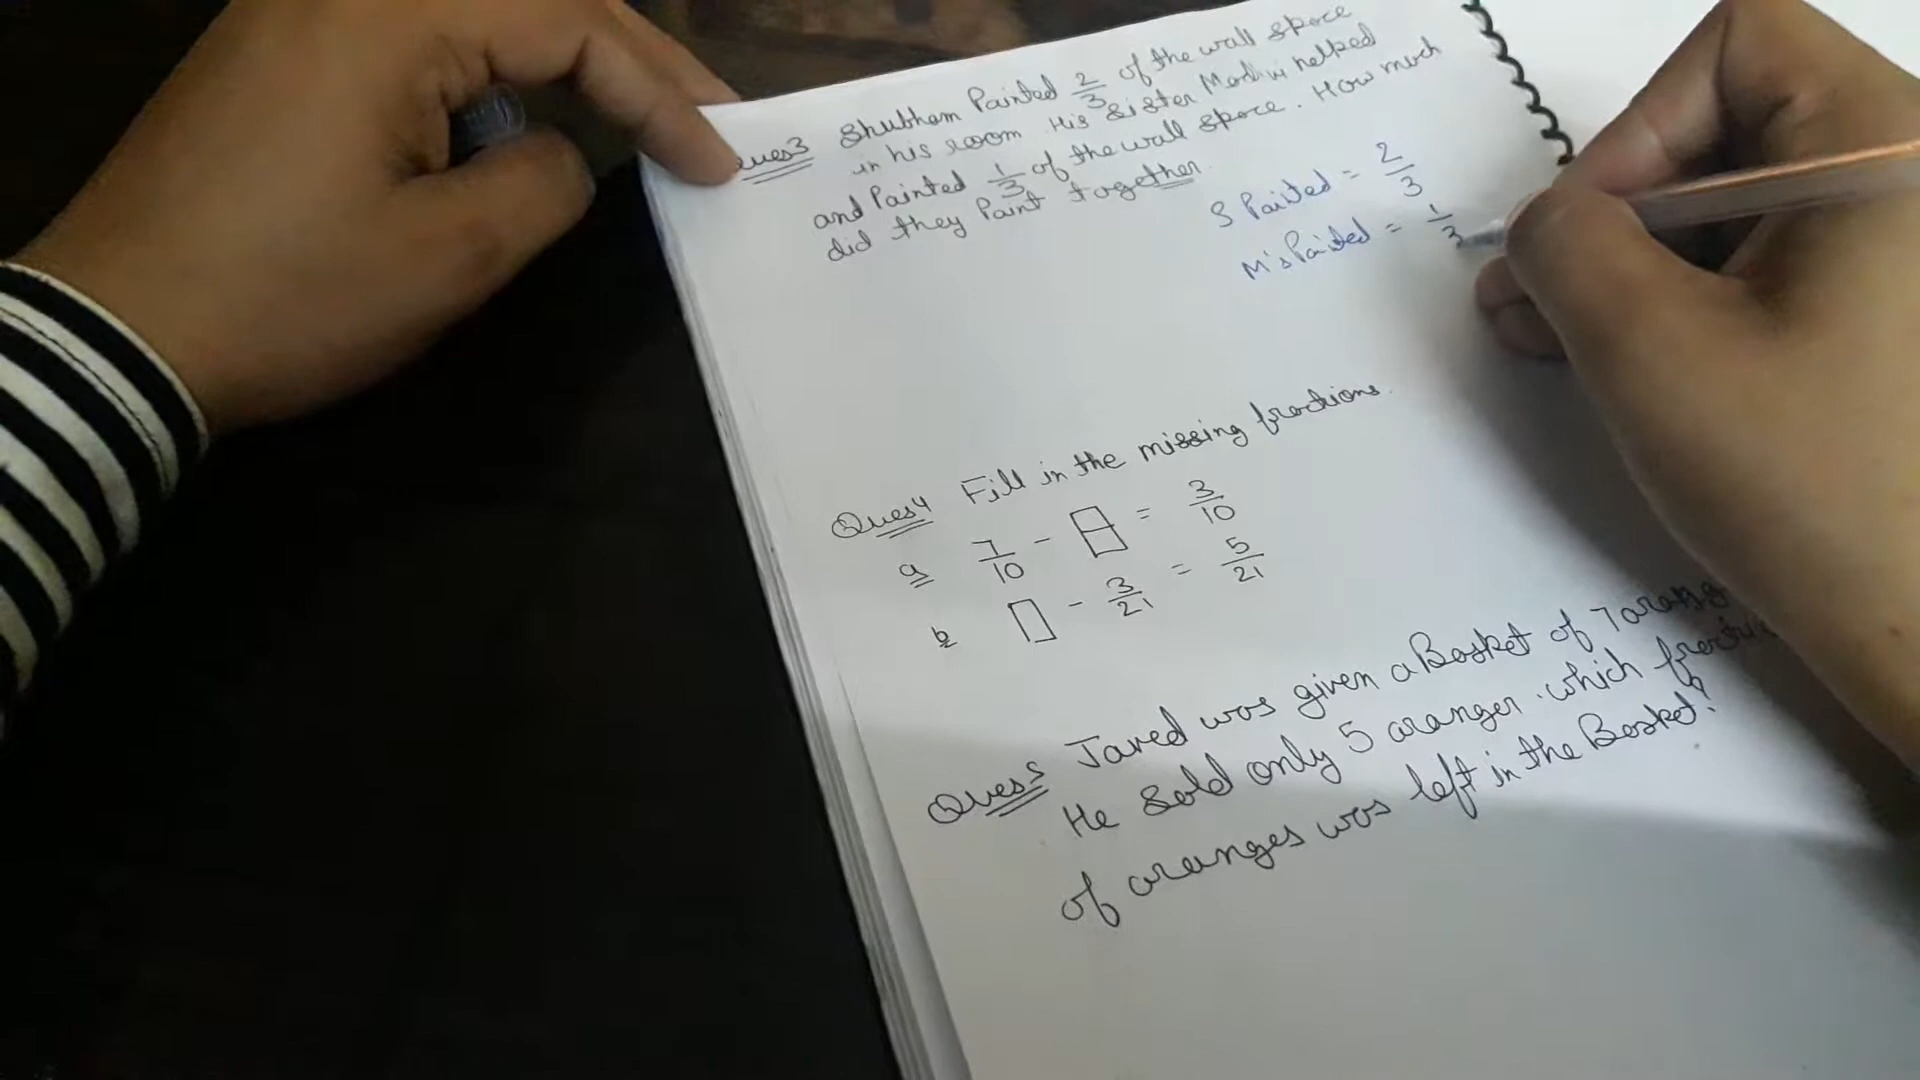 Ques3 Shubham Painted 2/3 of the wall space
in his room His sister Madhvi helped
and Painted 1/3 of the wall space. How much
did they Paint together.
S Painted = 2/3
M's Painted = 1/3
Ques4 Fill in the missing fractions.
a 7/10 - □ = 3/10
b □ - 3/21 = 5/21
Ques5 Javed was given a Basket of 7
He sold only 5 oranges. which
of oranges was left in the Basket?